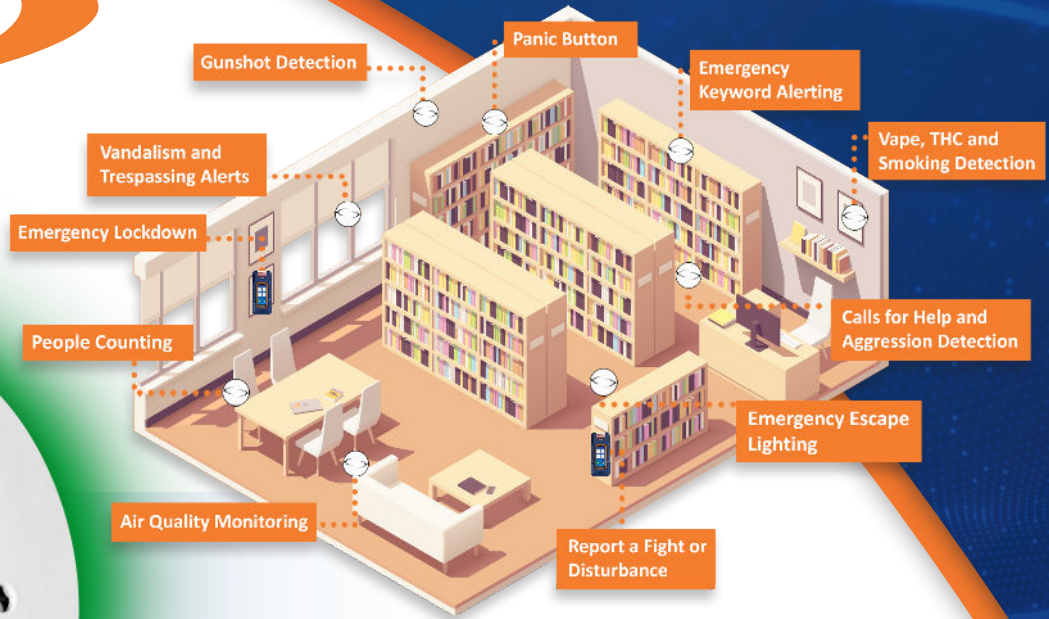 Panic Button
Gunshot Detection
Emergency
Keyword Alerting
Vape, THC and
Smoking Detection
Vandalism and
Trespassing Alerts
Emergency Lockdown
People Counting
Calls for Help and
Aggression Detection
Emergency Escape
Lighting
Air Quality Monitoring
Report a Fight or
Disturbance